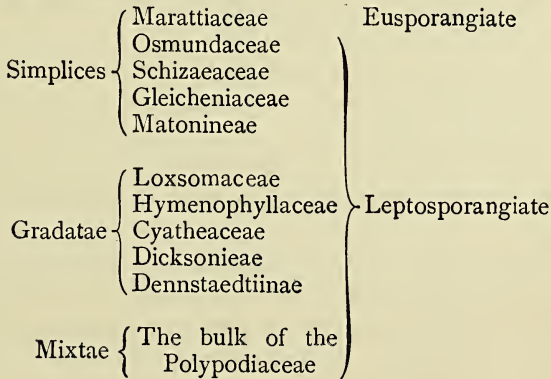 Marattiaceae Eusporangiate
Osmundaceae
Simplices Schizaeaceae
Gleicheniaceae
Matonineae
Loxsomaceae
Hymenophyllaceae Leptosporangiate
Gradatae Cyatheaceae
Dicksonieae
Dennstaedtiinae
Mixtae The bulk of the
Polypodiaceae